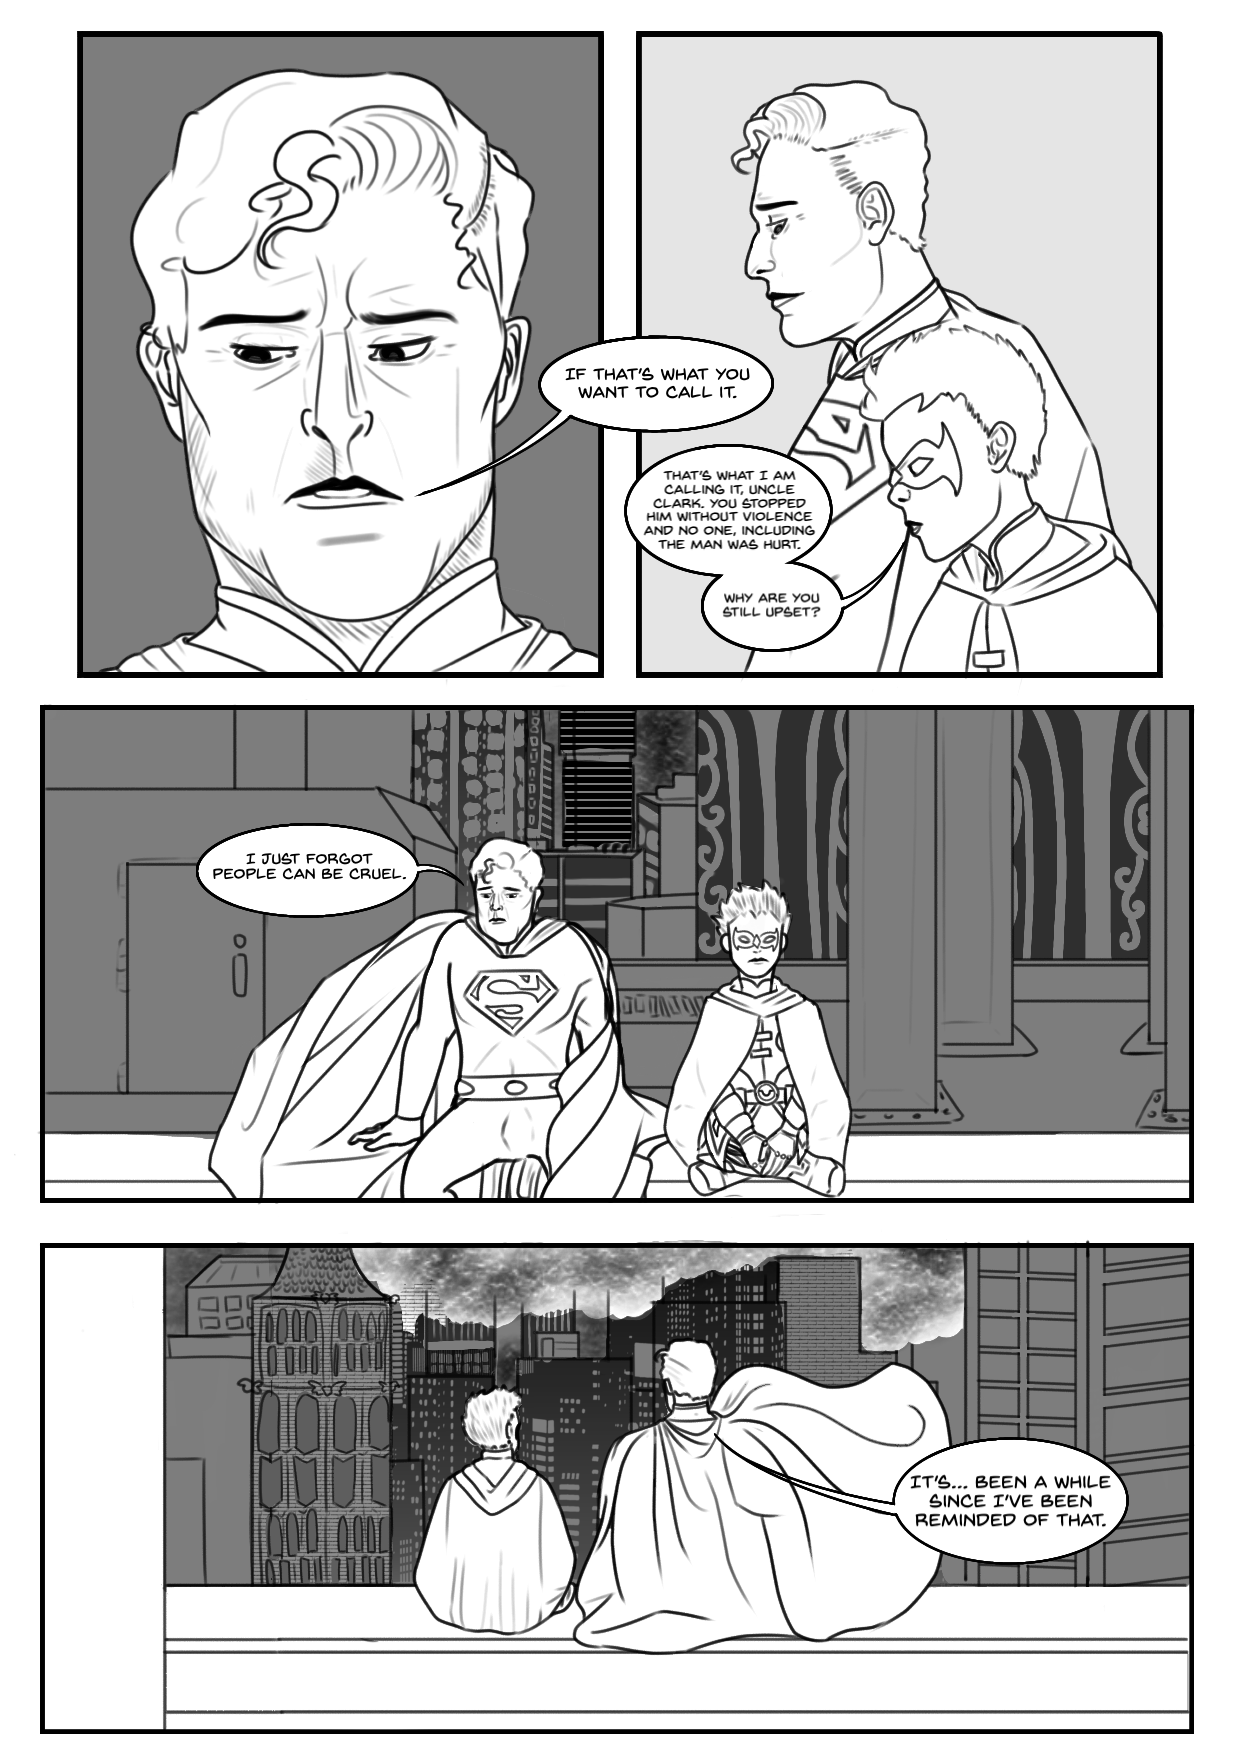 IF THAT'S WHAT YOU
WANT TO CALL IT.
THAT'S WHAT I AM
CALLING IT, UNCLE
CLARK. YOU STOPPED
HIM WITHOUT VIOLENCE
AND NO ONE, INCLUDING
THE MAN WAS HURT.
WHY ARE YOU
STILL UPSET?
I JUST FORGOT
PEOPLE CAN BE CRUEL.
S
IT'S... BEEN A WHILE
SINCE I'VE BEEN
REMINDED OF THAT.